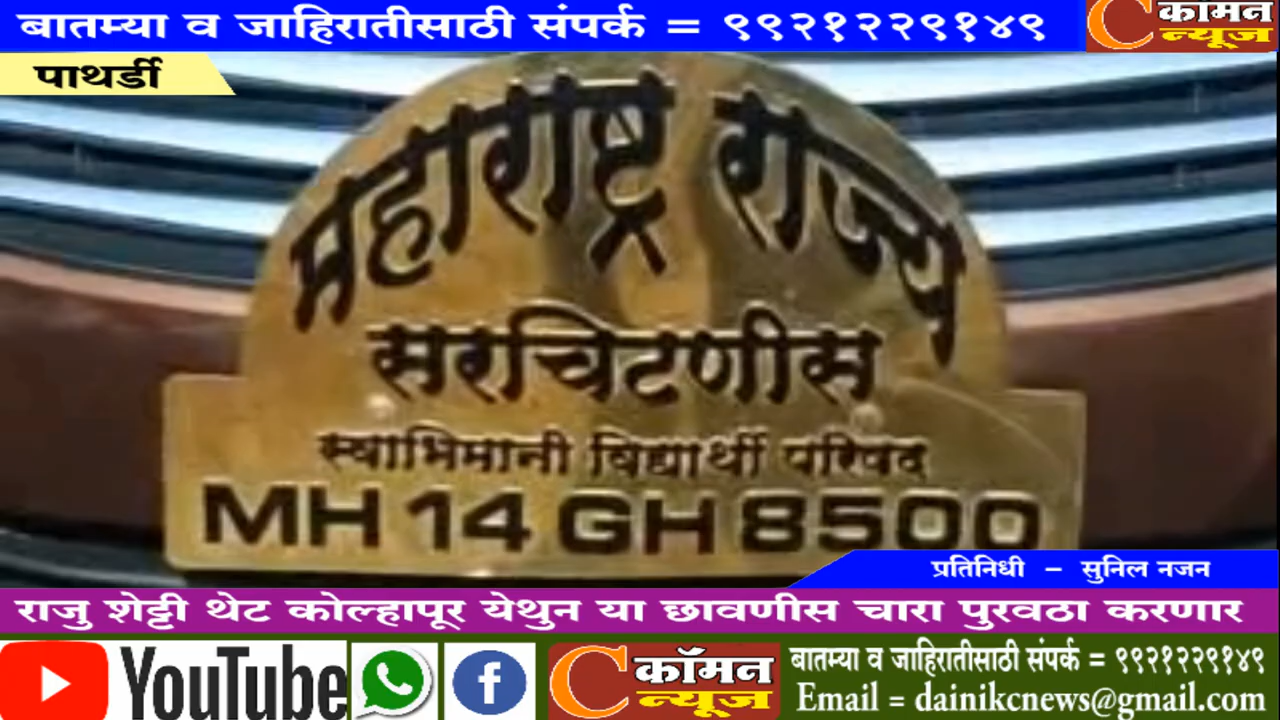 बातम्या व जाहिरातीसाठी संपर्क = ९९२१२२९१४९
C कॉमन न्यूज
पाथर्डी
महाराष्ट्र राज्य
सरचिटणीस
स्वाभिमानी विद्यार्थी परिषद
MH 14 GH 8500
प्रतिनिधी – सुनिल नजन
राजु शेट्टी थेट कोल्हापूर येथुन या छावणीस चारा पुरवठा करणार
YouTube
C कॉमन न्यूज
बातम्या व जाहिरातीसाठी संपर्क = ९९२१२२९१४९
Email = dainikcnews@gmail.com